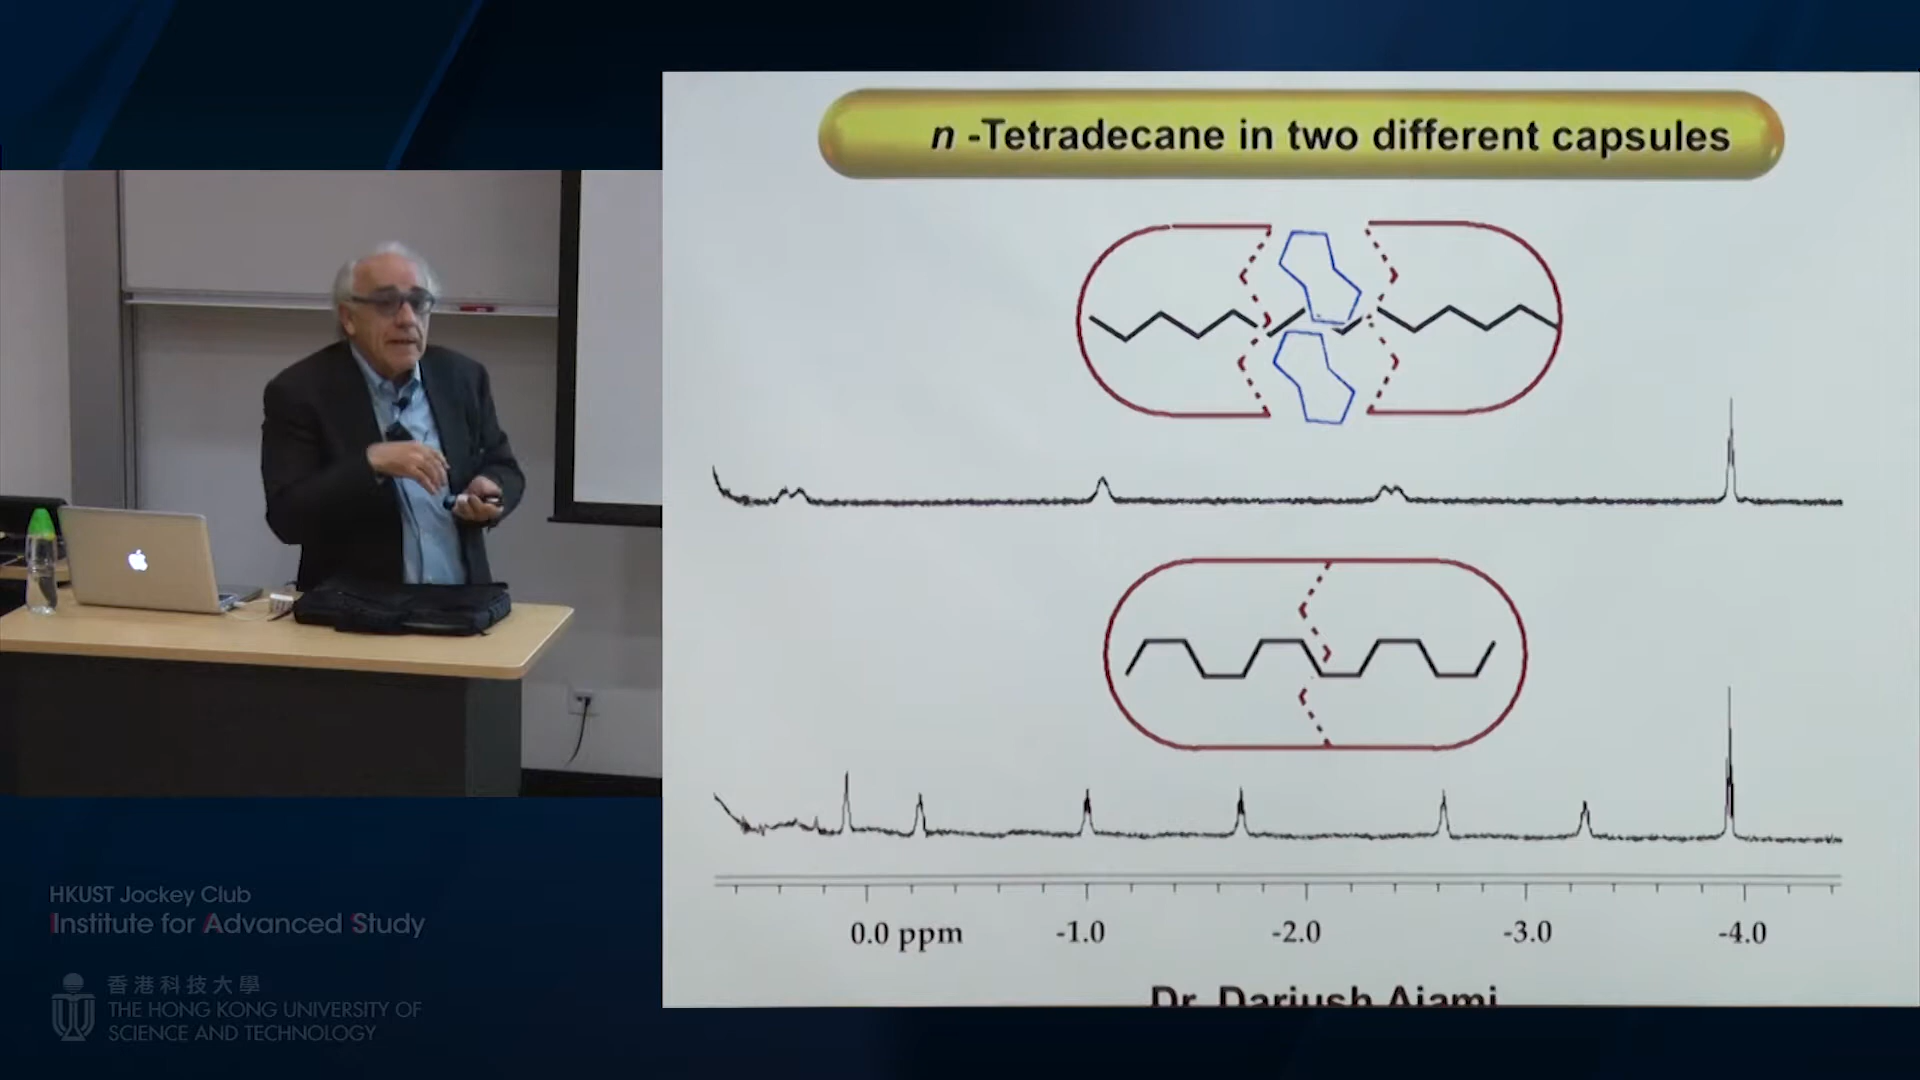 n -Tetradecane in two different capsules
0.0 ppm
-1.0
-2.0
-3.0
-4.0
Dr. Dariush Ajami
HKUST Jockey Club
Institute for Advanced Study
香港科技大學
THE HONG KONG UNIVERSITY OF
SCIENCE AND TECHNOLOGY